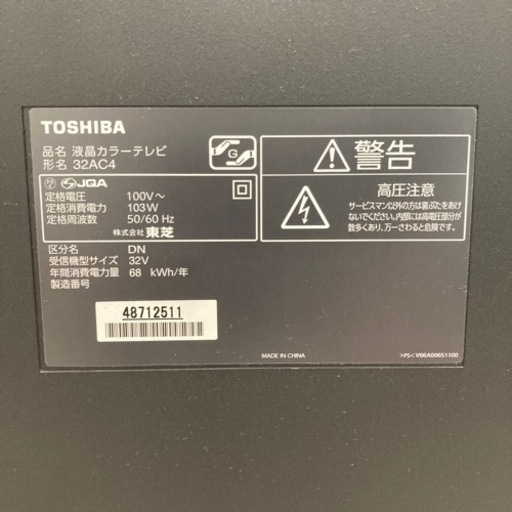 TOSHIBA
品名 液晶カラーテレビ
形名 32AC4
G
JQA
定格電圧 100V~
定格消費電力 103W
定格周波数 50/60 Hz
株式会社 東芝
区分名 DN
受信機型サイズ 32V
年間消費電力量 68 kWh/年
製造番号
48712511
警告
高圧注意
サービスマン以外の方は裏ぶたをあけ
ないでください。内部には高電圧部分が
数多くあり、万一さわると危険です。
MADE IN CHINA
>PS< V66A00651100